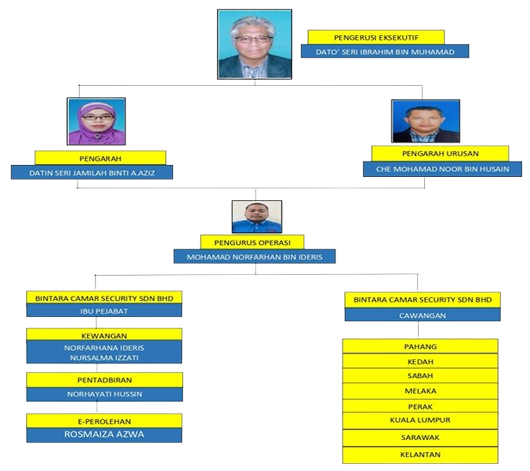 PENGERUSI EKSEKUTIF
DATO' SERI IBRAHIM BIN MUHAMAD
PENGARAH
DATIN SERI JAMILAH BINTI A.AZIZ
PENGARAH URUSAN
CHE MOHAMAD NOOR BIN HUSAIN
PENGURUS OPERASI
MOHAMAD NORFARHAN BIN IDERIS
BINTARA CAMAR SECURITY SDN BHD
IBU PEJABAT
KEWANGAN
NORFARHANA IDERIS
NURSALMA IZZATI
PENTADBIRAN
NORHAYATI HUSSIN
E-PEROLEHAN
ROSMAIZA AZWA
BINTARA CAMAR SECURITY SDN BHD
CAWANGAN
PAHANG
KEDAH
SABAH
MELAKA
PERAK
KUALA LUMPUR
SARAWAK
KELANTAN